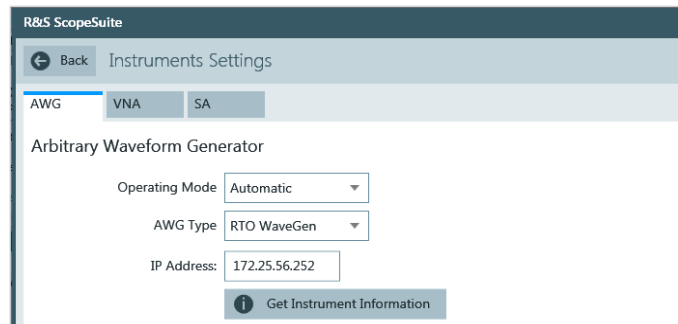 R&S ScopeSuite
Back Instruments Settings
AWG VNA SA
Arbitrary Waveform Generator
Operating Mode Automatic
AWG Type RTO WaveGen
IP Address: 172.25.56.252
Get Instrument Information